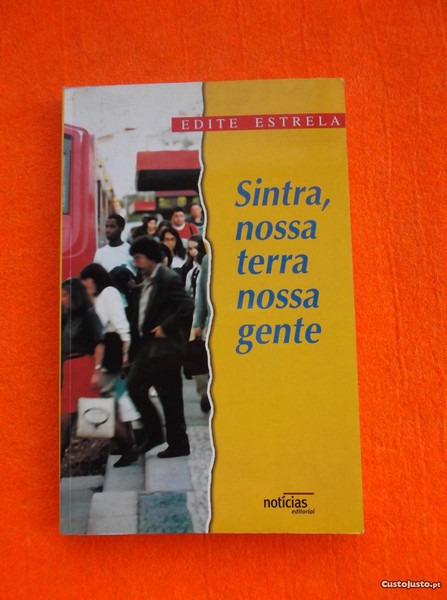 EDITE ESTRELA
Sintra,
nossa
terra
nossa
gente
notícias
editorial
CustoJusto.pt